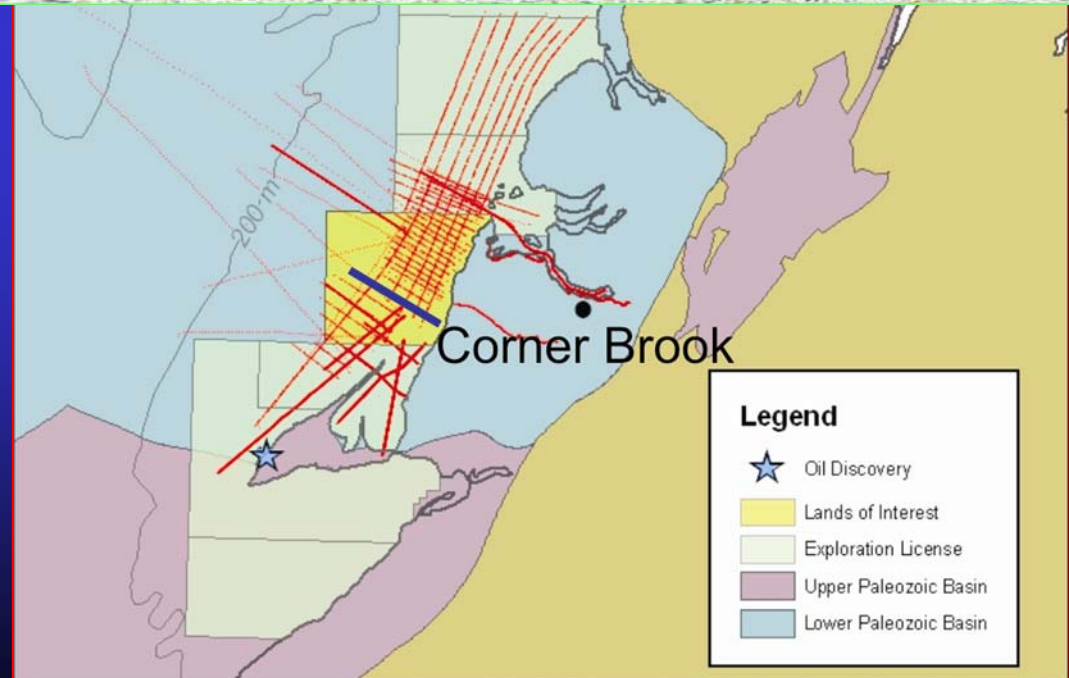 200-m
Corner Brook
Legend
Oil Discovery
Lands of Interest
Exploration License
Upper Paleozoic Basin
Lower Paleozoic Basin